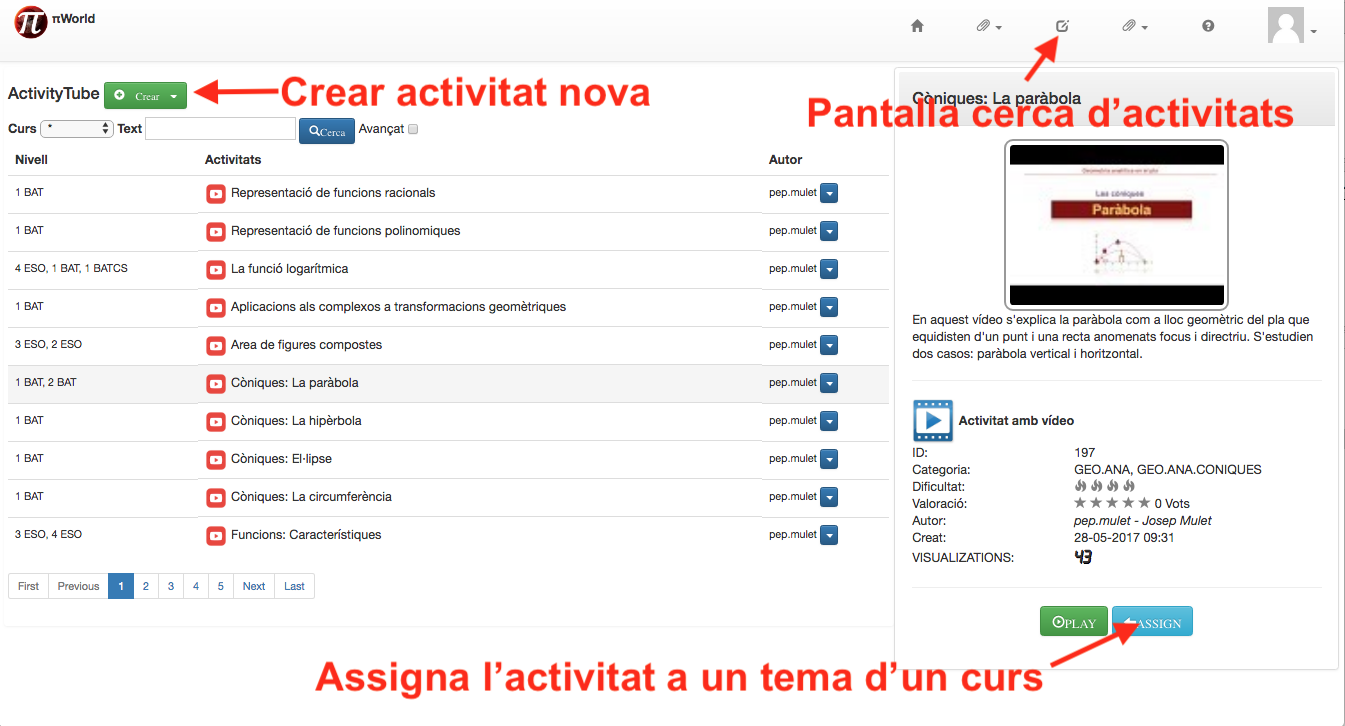 πWorld
ActivityTube
Crear
Crear activitat nova
Curs * Text Cerca Avançat
Nivell Activitats Autor
1 BAT Representació de funcions racionals pep.mulet
1 BAT Representació de funcions polinomiques pep.mulet
4 ESO, 1 BAT, 1 BATCS La funció logarítmica pep.mulet
1 BAT Aplicacions als complexos a transformacions geomètriques pep.mulet
3 ESO, 2 ESO Area de figures compostes pep.mulet
1 BAT, 2 BAT Còniques: La paràbola pep.mulet
1 BAT Còniques: La hipèrbola pep.mulet
1 BAT Còniques: El·lipse pep.mulet
1 BAT Còniques: La circumferència pep.mulet
3 ESO, 4 ESO Funcions: Característiques pep.mulet
First Previous 1 2 3 4 5 Next Last
Còniques: La paràbola
Pantalla cerca d’activitats
Geometria analítica en el pla
Les còniques
Paràbola
En aquest vídeo s'explica la paràbola com a lloc geomètric del pla que
equidisten d'un punt i una recta anomenats focus i directriu. S'estudien
dos casos: paràbola vertical i horitzontal.
Activitat amb vídeo
ID: 197
Categoria: GEO.ANA, GEO.ANA.CONIQUES
Dificultat:
Valoració: 0 Vots
Autor: pep.mulet - Josep Mulet
Creat: 28-05-2017 09:31
VISUALIZATIONS: 43
PLAY ASSIGN
Assigna l’activitat a un tema d’un curs